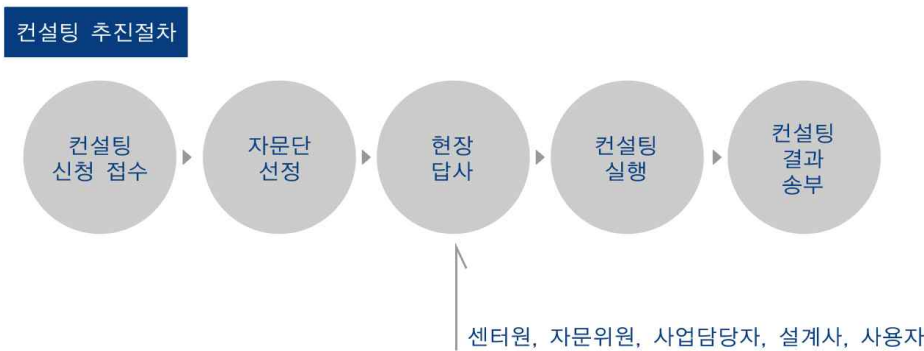 컨설팅 추진절차
컨설팅
신청 접수
자문단
선정
현장
답사
컨설팅
실행
컨설팅
결과
송부
센터원, 자문위원, 사업담당자, 설계사, 사용자